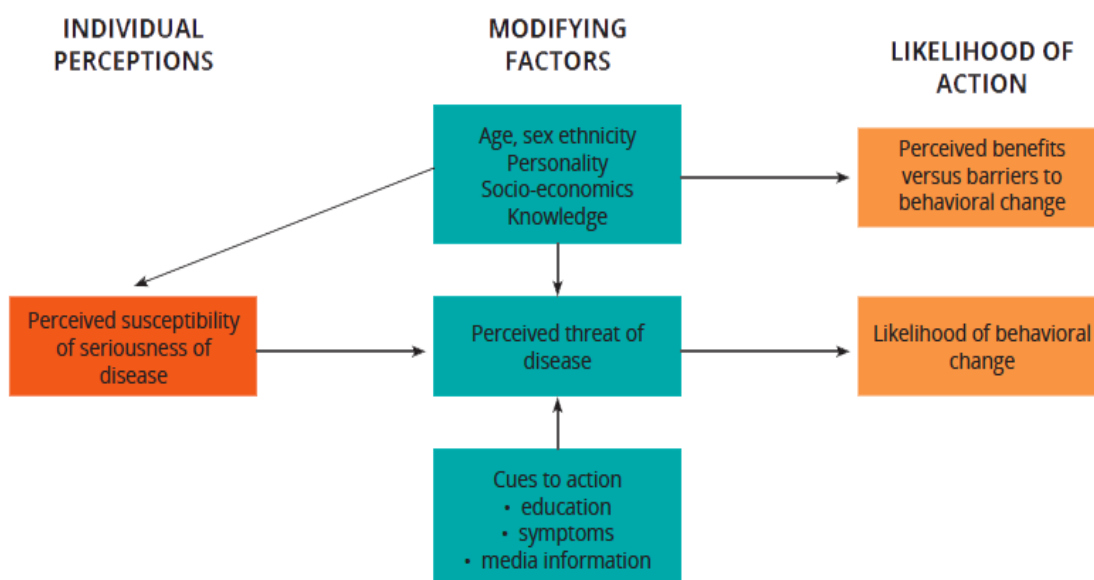 INDIVIDUAL
PERCEPTIONS
MODIFYING
FACTORS
LIKELIHOOD OF
ACTION
Age, sex ethnicity
Personality
Socio-economics
Knowledge
Perceived benefits
versus barriers to
behavioral change
Perceived susceptibility
of seriousness of
disease
Perceived threat of
disease
Likelihood of behavioral
change
Cues to action
• education
• symptoms
• media information